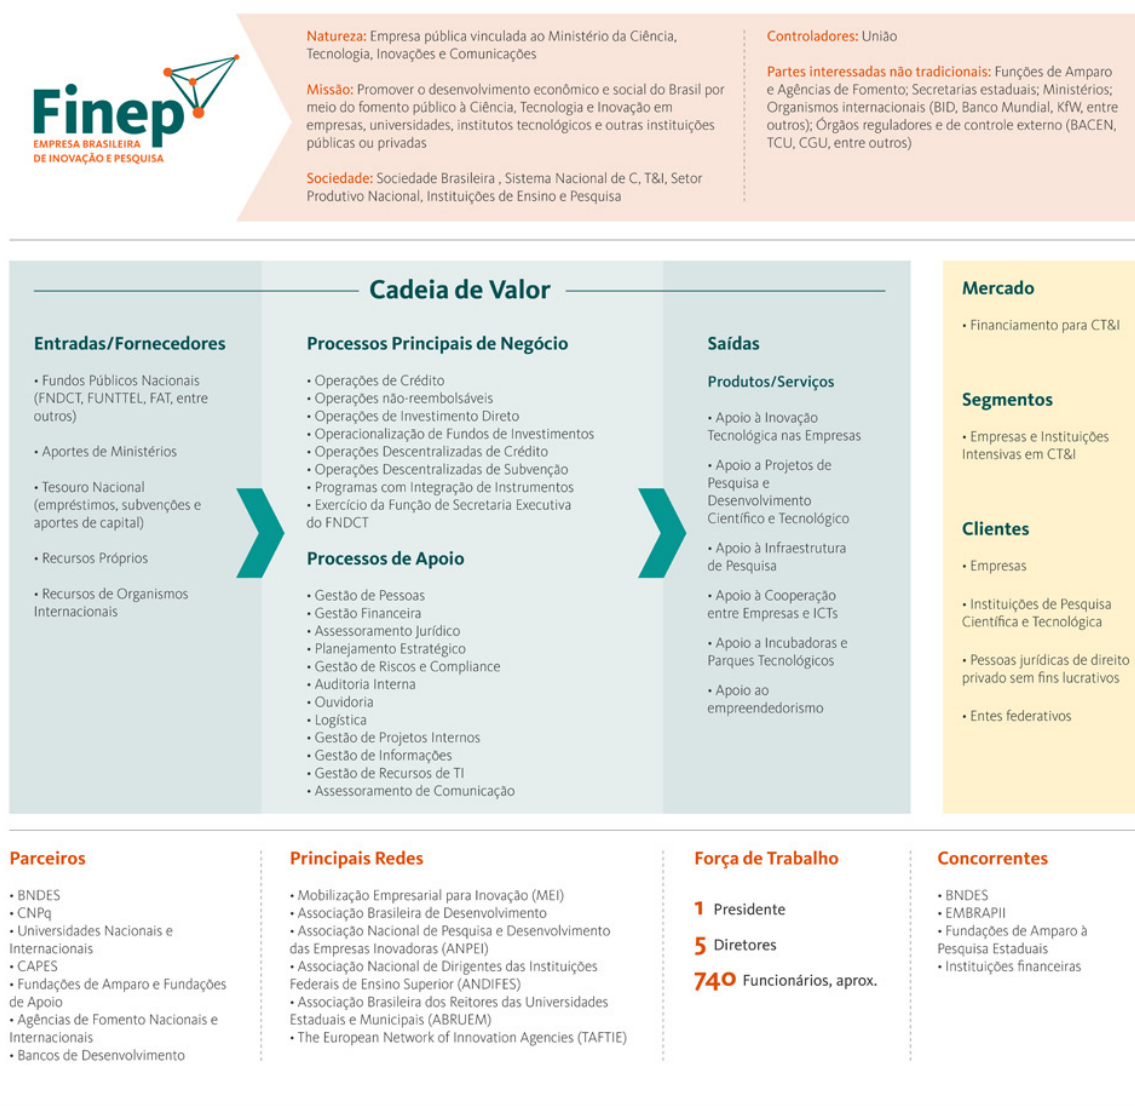 Finep
EMPRESA BRASILEIRA
DE INOVAÇÃO E PESQUISA
Natureza: Empresa pública vinculada ao Ministério da Ciência,
Tecnologia, Inovações e Comunicações
Missão: Promover o desenvolvimento econômico e social do Brasil por
meio do fomento público à Ciência, Tecnologia e Inovação em
empresas, universidades, institutos tecnológicos e outras instituições
públicas ou privadas
Sociedade: Sociedade Brasileira , Sistema Nacional de C, T&I, Setor
Produtivo Nacional, Instituições de Ensino e Pesquisa
Controladores: União
Partes interessadas não tradicionais: Funções de Amparo
e Agências de Fomento; Secretarias estaduais; Ministérios;
Organismos internacionais (BID, Banco Mundial, KfW, entre
outros); Órgãos reguladores e de controle externo (BACEN,
TCU, CGU, entre outros)
Cadeia de Valor
Entradas/Fornecedores
• Fundos Públicos Nacionais
(FNDCT, FUNTTEL, FAT, entre
outros)
• Aportes de Ministérios
• Tesouro Nacional
(empréstimos, subvenções e
aportes de capital)
• Recursos Próprios
• Recursos de Organismos
Internacionais
Processos Principais de Negócio
• Operações de Crédito
• Operações não-reembolsáveis
• Operações de Investimento Direto
• Operacionalização de Fundos de Investimentos
• Operações Descentralizadas de Crédito
• Operações Descentralizadas de Subvenção
• Programas com Integração de Instrumentos
• Exercício da Função de Secretaria Executiva
do FNDCT
Processos de Apoio
• Gestão de Pessoas
• Gestão Financeira
• Assessoramento Jurídico
• Planejamento Estratégico
• Gestão de Riscos e Compliance
• Auditoria Interna
• Ouvidoria
• Logística
• Gestão de Projetos Internos
• Gestão de Informações
• Gestão de Recursos de TI
• Assessoramento de Comunicação
Saídas
Produtos/Serviços
• Apoio à Inovação
Tecnológica nas Empresas
• Apoio a Projetos de
Pesquisa e
Desenvolvimento
Científico e Tecnológico
• Apoio à Infraestrutura
de Pesquisa
• Apoio à Cooperação
entre Empresas e ICTs
• Apoio a Incubadoras e
Parques Tecnológicos
• Apoio ao
empreendedorismo
Mercado
• Financiamento para CT&I
Segmentos
• Empresas e Instituições
Intensivas em CT&I
Clientes
• Empresas
• Instituições de Pesquisa
Científica e Tecnológica
• Pessoas jurídicas de direito
privado sem fins lucrativos
• Entes federativos
Parceiros
• BNDES
• CNPq
• Universidades Nacionais e
Internacionais
• CAPES
• Fundações de Amparo e Fundações
de Apoio
• Agências de Fomento Nacionais e
Internacionais
• Bancos de Desenvolvimento
Principais Redes
• Mobilização Empresarial para Inovação (MEI)
• Associação Brasileira de Desenvolvimento
• Associação Nacional de Pesquisa e Desenvolvimento
das Empresas Inovadoras (ANPEI)
• Associação Nacional de Dirigentes das Instituições
Federais de Ensino Superior (ANDIFES)
• Associação Brasileira dos Reitores das Universidades
Estaduais e Municipais (ABRUEM)
• The European Network of Innovation Agencies (TAFTIE)
Força de Trabalho
1 Presidente
5 Diretores
740 Funcionários, aprox.
Concorrentes
• BNDES
• EMBRAPII
• Fundações de Amparo à
Pesquisa Estaduais
• Instituições financeiras